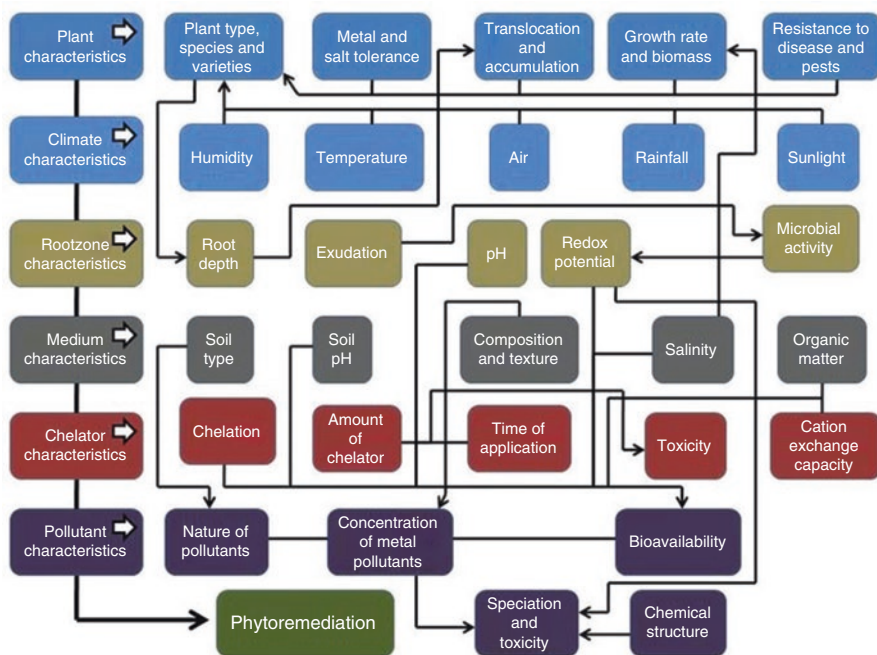 Plant
characteristics
Plant type,
species and
varieties
Metal and
salt tolerance
Translocation
and
accumulation
Growth rate
and biomass
Resistance to
disease and
pests
Climate
characteristics
Humidity
Temperature
Air
Rainfall
Sunlight
Rootzone
characteristics
Root
depth
Exudation
pH
Redox
potential
Microbial
activity
Medium
characteristics
Soil
type
Soil
pH
Composition
and texture
Salinity
Organic
matter
Chelator
characteristics
Chelation
Amount
of
chelator
Time of
application
Toxicity
Cation
exchange
capacity
Pollutant
characteristics
Nature of
pollutants
Concentration
of metal
pollutants
Bioavailability
Phytoremediation
Speciation
and
toxicity
Chemical
structure